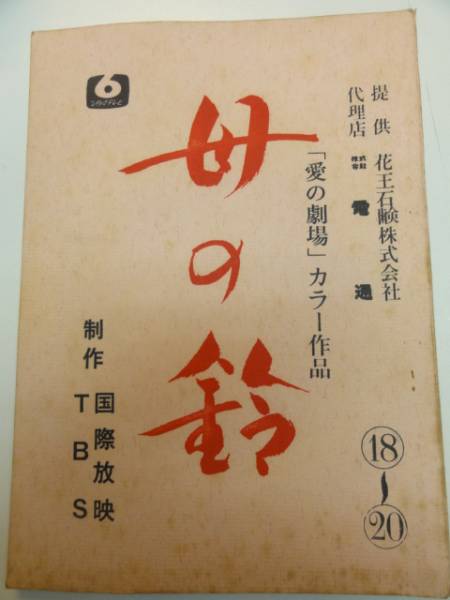 提供 花王石鹸株式会社
代理店 株式会社 電通
「愛の劇場」カラー作品
母の鈴
6
制作 国際放映
TBS
⑱〜⑳